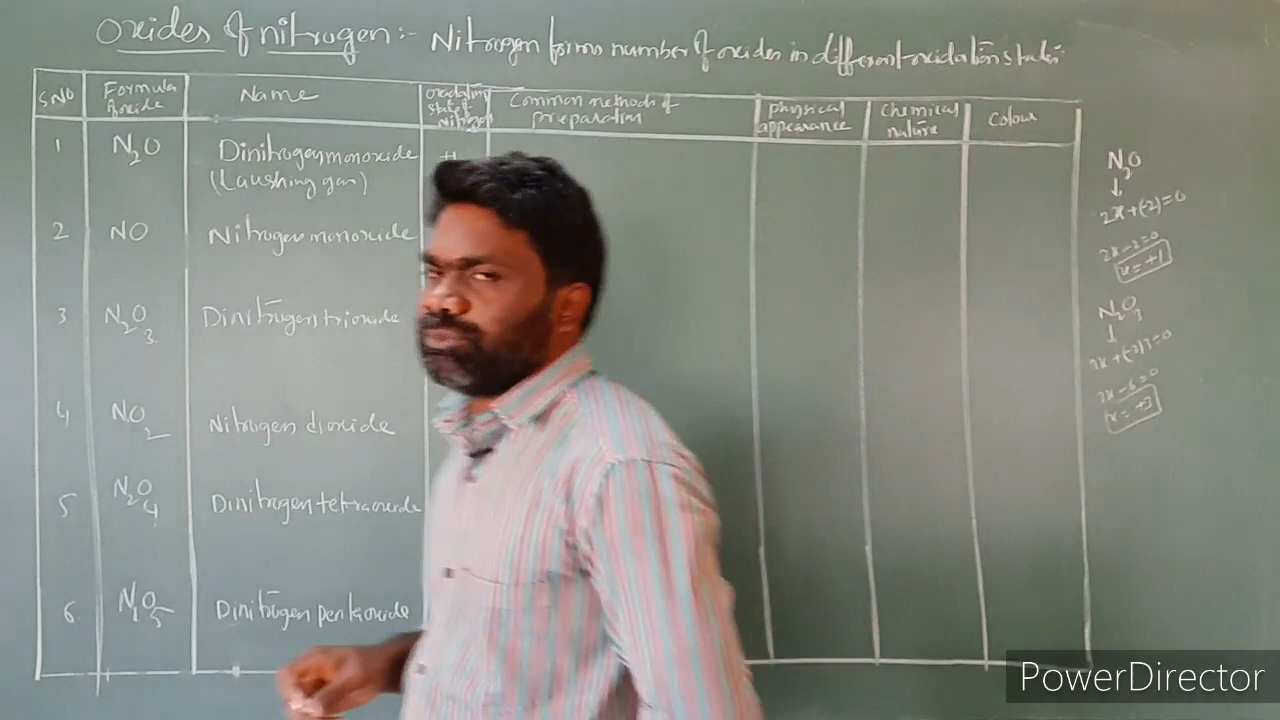 Oxides of nitrogen :- Nitrogen forms number of oxides in different oxidation states
S.NO
Formula
Name
oxidation state of Nitrogen
Common methods of preparation
physical appearance
chemical nature
Colour
1 N2O Dinitrogen monoxide +1
(Laughing gas)
2 NO Nitrogen monoxide
3 N2O3 Dinitrogen trioxide
4 NO2 Nitrogen dioxide
5 N2O4 Dinitrogen tetraoxide
6. N2O5 Dinitrogen pentaoxide
N2O
↓
2x+(-2)=0
2x-2=0
x=+1
N2O3
↓
2x+(-2)3=0
2x-6=0
x=+3
PowerDirector